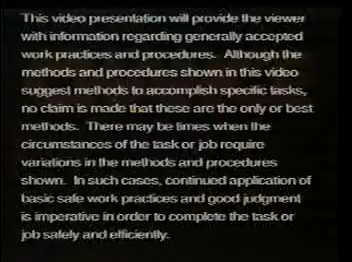 This video presentation will provide the viewer
with information regarding generally accepted
work practices and procedures. Although the
methods and procedures shown in this video
suggest methods to accomplish specific tasks,
no claim is made that these are the only or best
methods. There may be times when the
circumstances of the task or job require
variations in the methods and procedures
shown. In such cases, continued application of
basic safe work practices and good judgment
is imperative in order to complete the task or
job safely and efficiently.